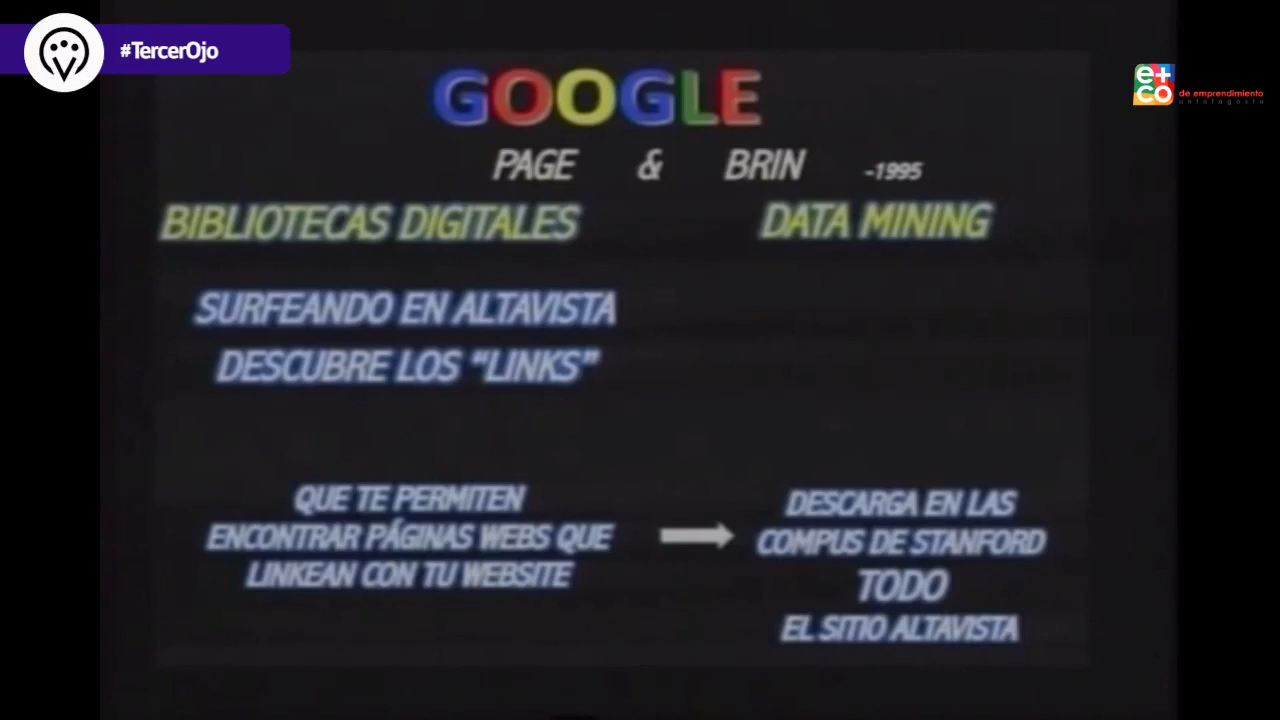 #TercerOjo
e+
co
de emprendimiento
antofagasta
GOOGLE
PAGE & BRIN -1995
BIBLIOTECAS DIGITALES
DATA MINING
SURFEANDO EN ALTAVISTA
DESCUBRE LOS “LINKS”
QUE TE PERMITEN
ENCONTRAR PÁGINAS WEBS QUE
LINKEAN CON TU WEBSITE
DESCARGA EN LAS
COMPUS DE STANFORD
TODO
EL SITIO ALTAVISTA